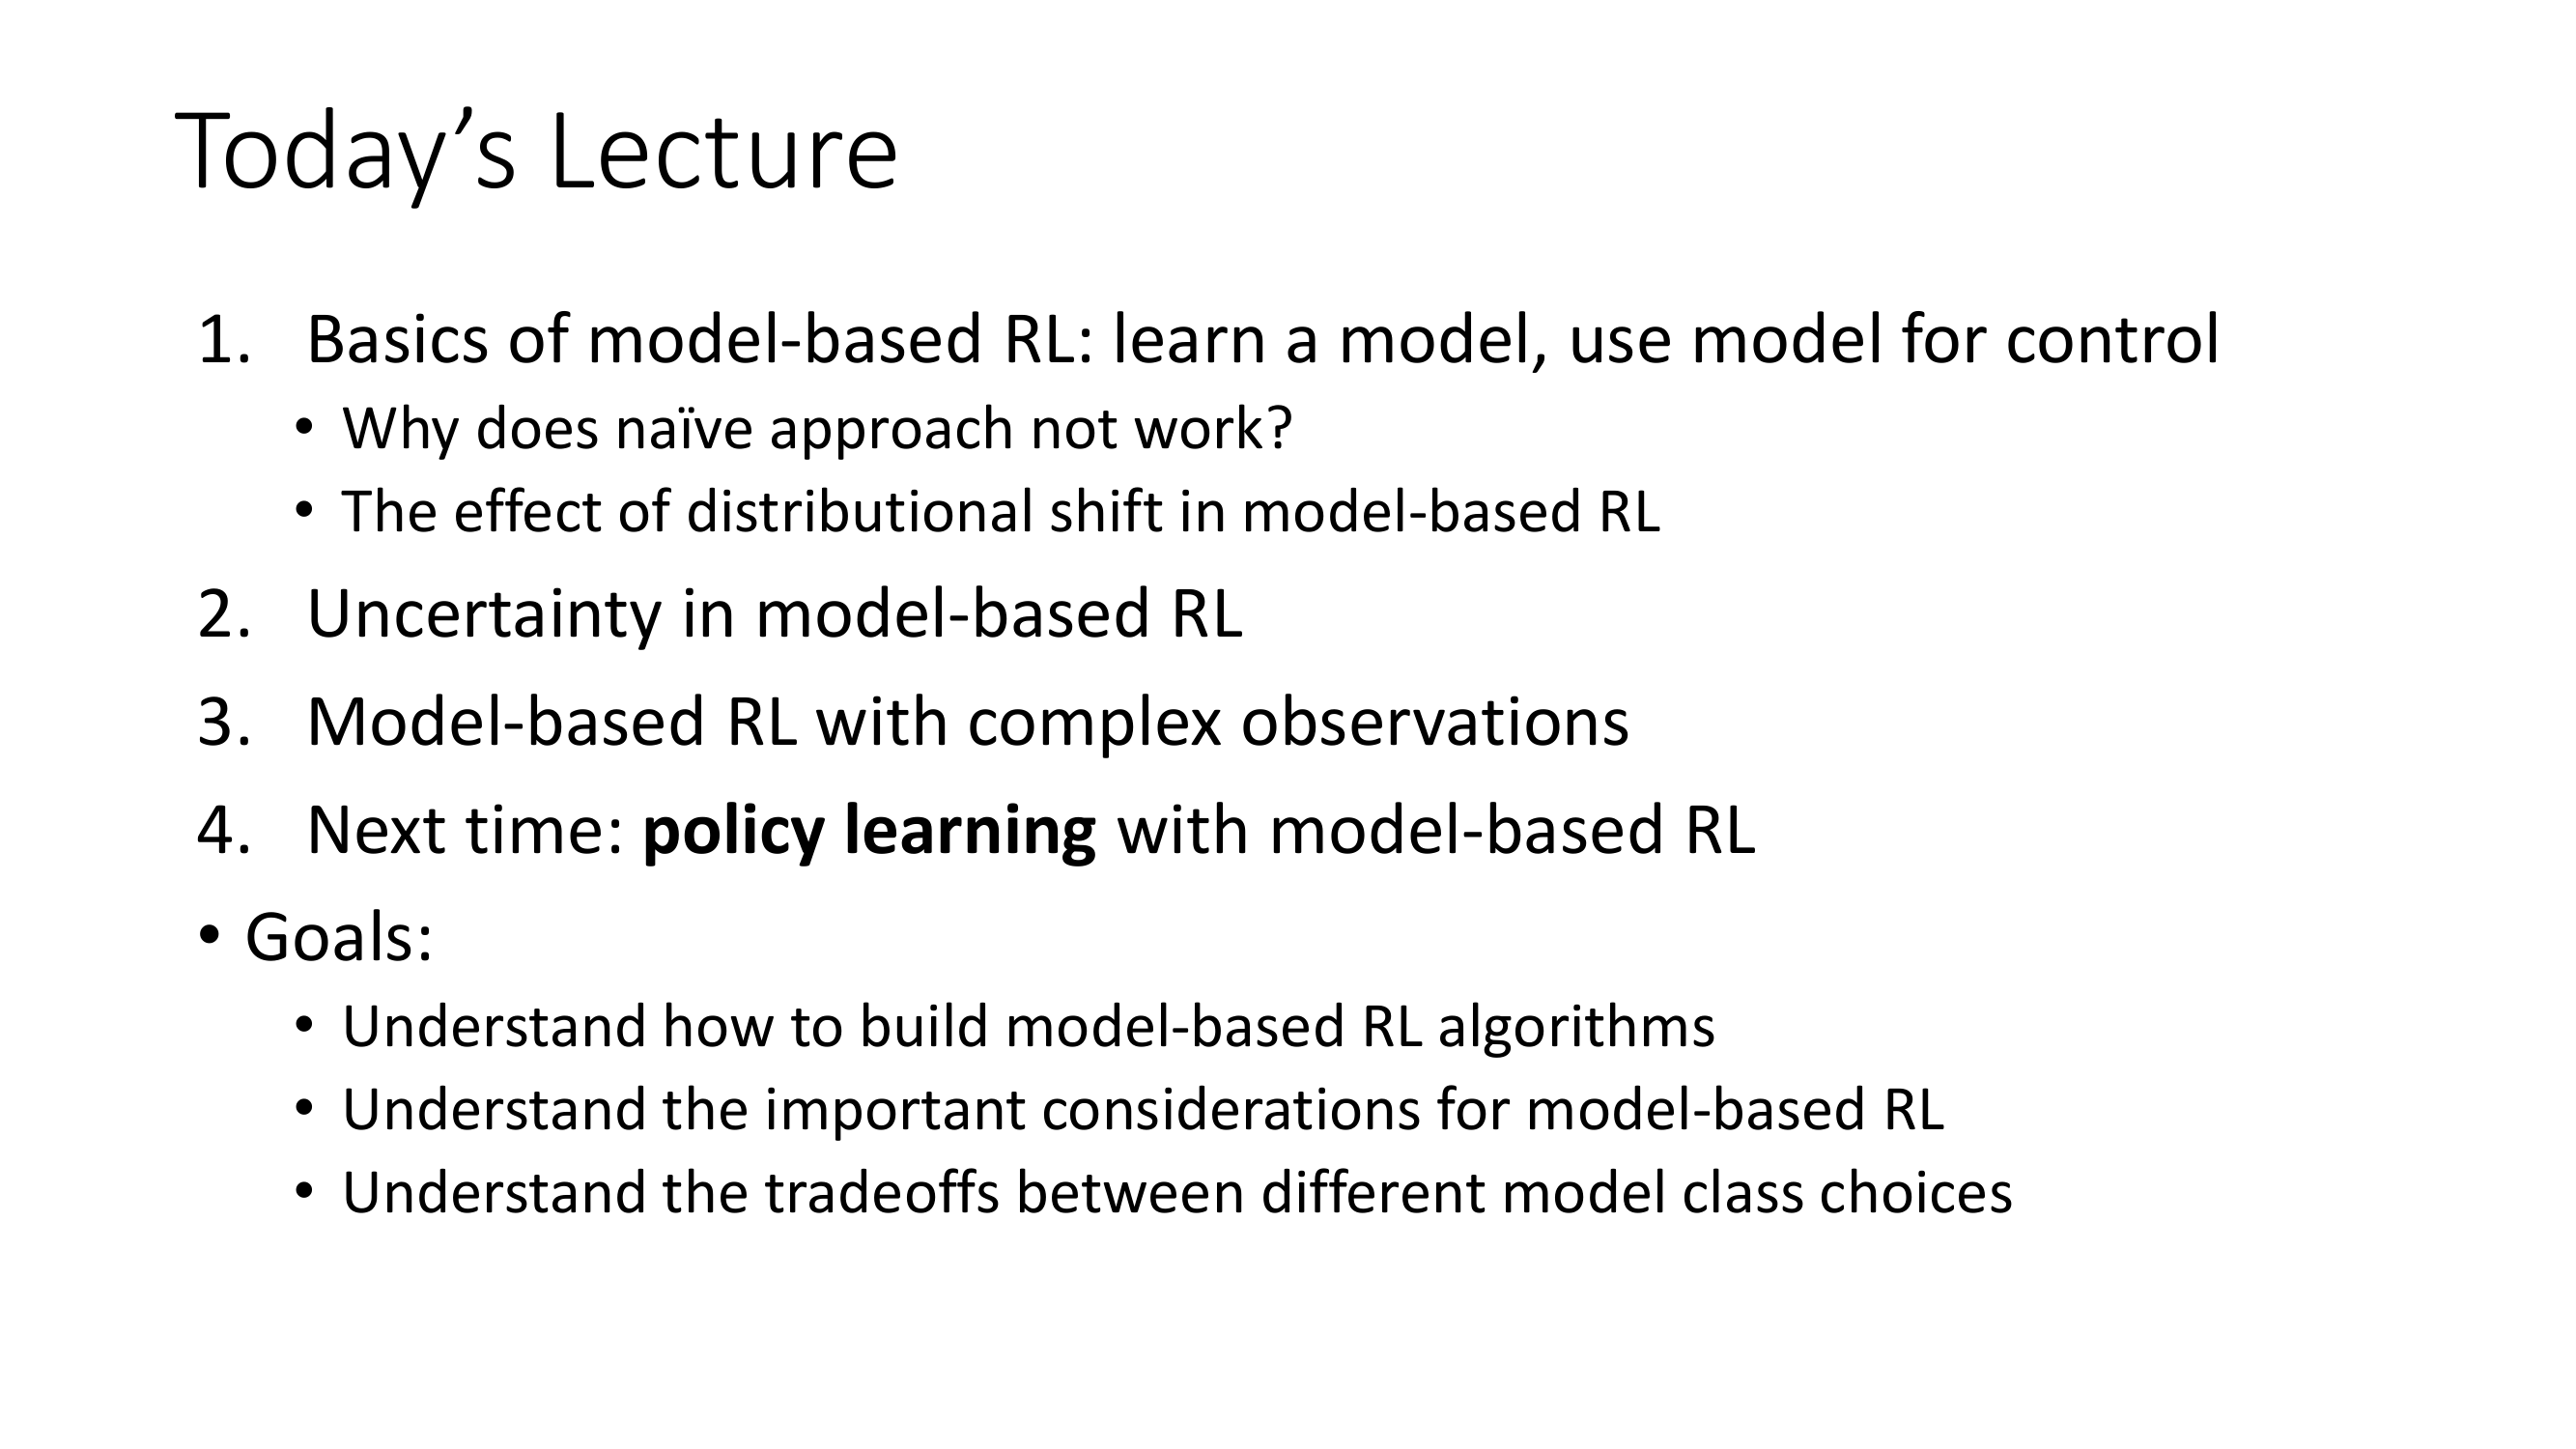 Today’s Lecture
1. Basics of model-based RL: learn a model, use model for control
• Why does naïve approach not work?
• The effect of distributional shift in model-based RL
2. Uncertainty in model-based RL
3. Model-based RL with complex observations
4. Next time: policy learning with model-based RL
• Goals:
• Understand how to build model-based RL algorithms
• Understand the important considerations for model-based RL
• Understand the tradeoffs between different model class choices